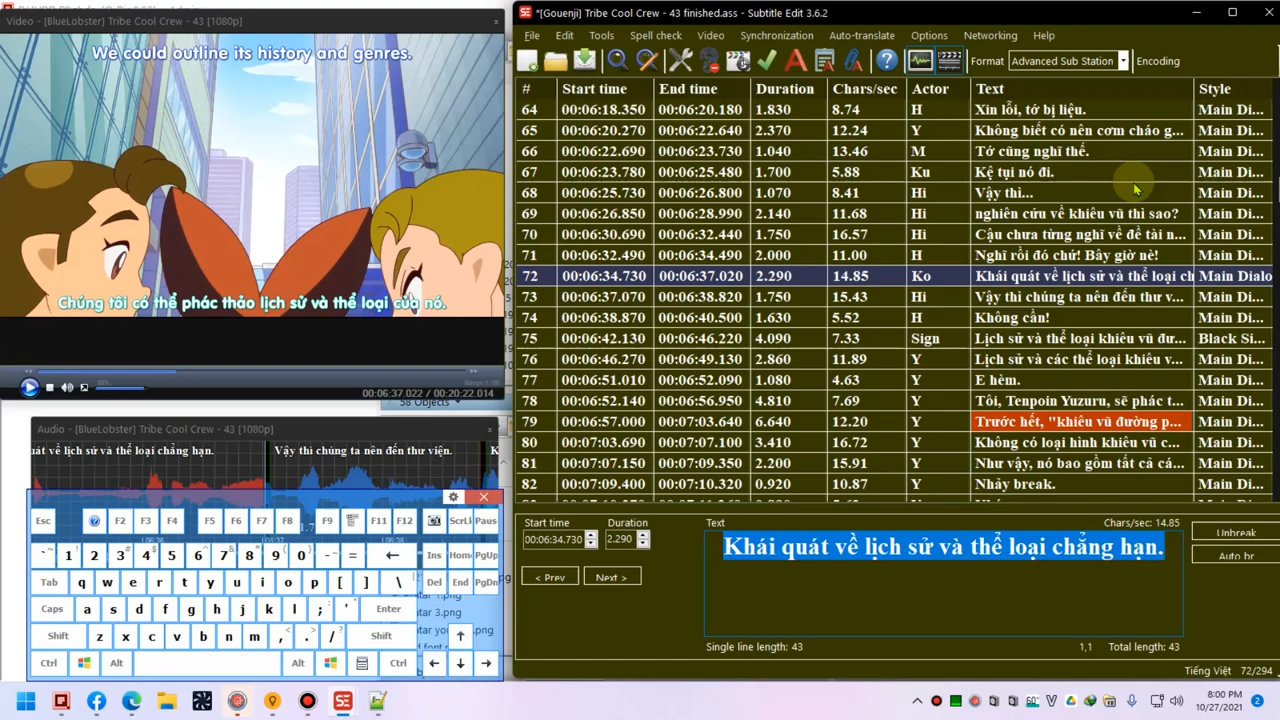 Video - [BlueLobster] Tribe Cool Crew - 43 [1080p]
We could outline its history and genres.
Chúng tôi có thể phác thảo lịch sử và thể loại của nó.
00:06:37.022 / 00:20:22.014
58 Objects
Audio - [BlueLobster] Tribe Cool Crew - 43 [1080p]
uát về lịch sử và thể loại chẳng hạn.
Vậy thì chúng ta nên đến thư viện.
Esc F2 F3 F4 F5 F6 F7 F8 F9 F11 F12 ScrLk Paus
` ~ 1 ! 2 3 # 4 $ 5 6 7 & 8 9 ( 0 ) - = ← Ins Home PgUp
Tab q w e r t y u i o p [ ] \ Del End PgDn
Caps a s d f g h j k l ; : ' " Enter
Shift z x c v b n m , < . > / ? Shift ↑
Ctrl Alt Alt Ctrl ← ↓ →
avatar 3.png
*[Gouenji] Tribe Cool Crew - 43 finished.ass - Subtitle Edit 3.6.2
File Edit Tools Spell check Video Synchronization Auto-translate Options Networking Help
Format Advanced Sub Station Encoding
# Start time End time Duration Chars/sec Actor Text Style
64 00:06:18.350 00:06:20.180 1.830 8.74 H Xin lỗi, tớ bị liệu. Main Di...
65 00:06:20.270 00:06:22.640 2.370 12.24 Y Không biết có nên cơm cháo g... Main Di...
66 00:06:22.690 00:06:23.730 1.040 13.46 M Tớ cũng nghĩ thế. Main Di...
67 00:06:23.780 00:06:25.480 1.700 5.88 Ku Kệ tụi nó đi. Main Di...
68 00:06:25.730 00:06:26.800 1.070 8.41 Hi Vậy thì... Main Di...
69 00:06:26.850 00:06:28.990 2.140 11.68 Hi nghiên cứu về khiêu vũ thì sao? Main Di...
70 00:06:30.690 00:06:32.440 1.750 16.57 Hi Cậu chưa từng nghĩ về đề tài n... Main Di...
71 00:06:32.490 00:06:34.490 2.000 11.00 H Nghĩ rồi đó chứ! Bây giờ nè! Main Di...
72 00:06:34.730 00:06:37.020 2.290 14.85 Ko Khái quát về lịch sử và thể loại ch Main Dialo
73 00:06:37.070 00:06:38.820 1.750 15.43 Hi Vậy thì chúng ta nên đến thư v... Main Di...
74 00:06:38.870 00:06:40.500 1.630 5.52 H Không cần! Main Di...
75 00:06:42.130 00:06:46.220 4.090 7.33 Sign Lịch sử và thể loại khiêu vũ đư... Black Si...
76 00:06:46.270 00:06:49.130 2.860 11.89 Y Lịch sử và các thể loại khiêu v... Main Di...
77 00:06:51.010 00:06:52.090 1.080 4.63 Y E hèm. Main Di...
78 00:06:52.140 00:06:56.950 4.810 7.69 Y Tôi, Tenpoin Yuzuru, sẽ phác t... Main Di...
79 00:06:57.000 00:07:03.640 6.640 12.20 Y Trước hết, "khiêu vũ đường p... Main Di...
80 00:07:03.690 00:07:07.100 3.410 16.72 Y Không có loại hình khiêu vũ c... Main Di...
81 00:07:07.150 00:07:09.350 2.200 15.91 Y Như vậy, nó bao gồm tất cả cá... Main Di...
82 00:07:09.400 00:07:10.320 0.920 10.87 Y Nhảy break. Main Di...
Start time Duration Text Chars/sec: 14.85
00:06:34.730 2.290
Khái quát về lịch sử và thể loại chẳng hạn.
Unbreak
Auto br
< Prev Next >
Single line length: 43 1,1 Total length: 43
Tiếng Việt 72/294
8:00 PM
10/27/2021
2